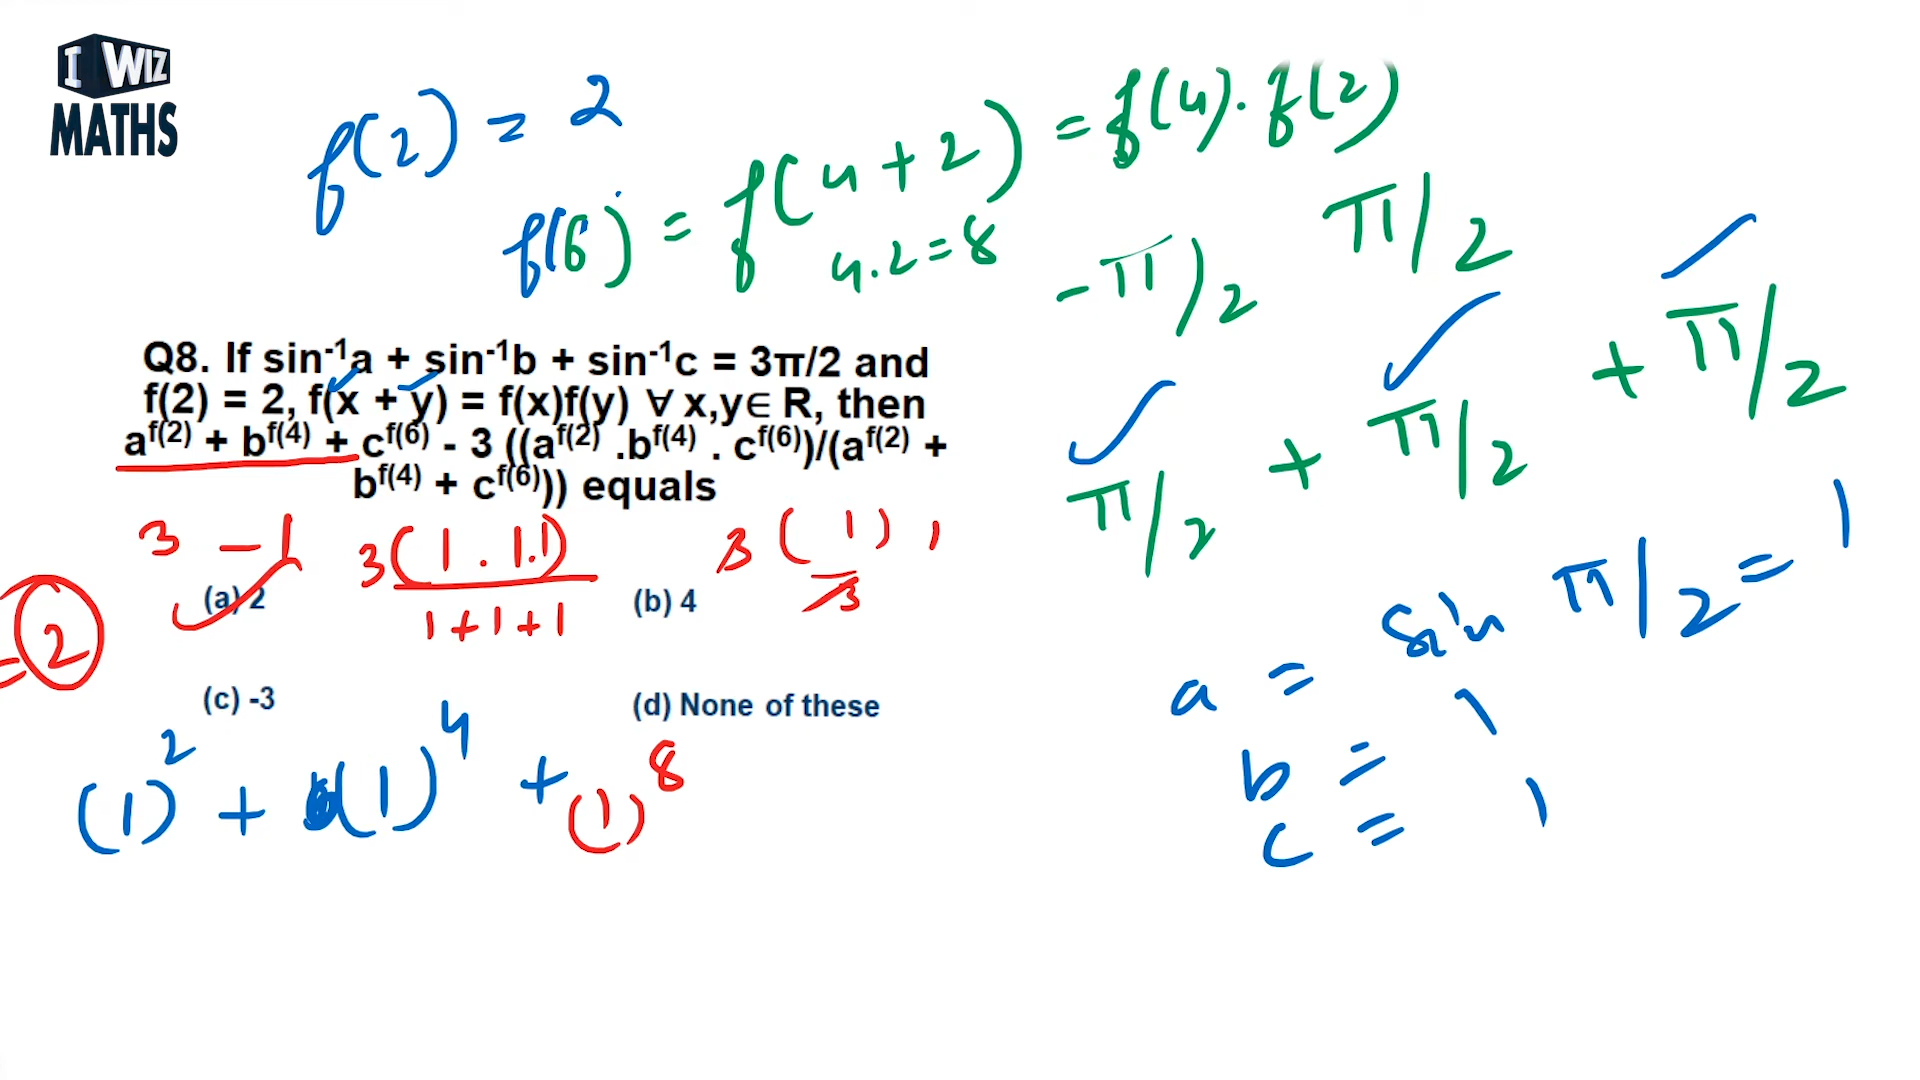 I WIZ
MATHS
f(2) = 2
f(6) = f(4+2) = f(4).f(2)
4.2=8
-π/2 π/2
π/2 + π/2 + π/2
Q8. If sin⁻¹a + sin⁻¹b + sin⁻¹c = 3π/2 and
f(2) = 2, f(x + y) = f(x)f(y) ∀ x,y∈ R, then
a^f(2) + b^f(4) + c^f(6) - 3 ((a^f(2) .b^f(4) . c^f(6))/(a^f(2) +
b^f(4) + c^f(6))) equals
3 - 1
3(1.1.1)
1+1+1
3(1) 1
3
(a) 2
(b) 4
= 2
(c) -3
(d) None of these
(1)² + (1)⁴ + (1)⁸
a = sin π/2 = 1
b = 1
c = 1